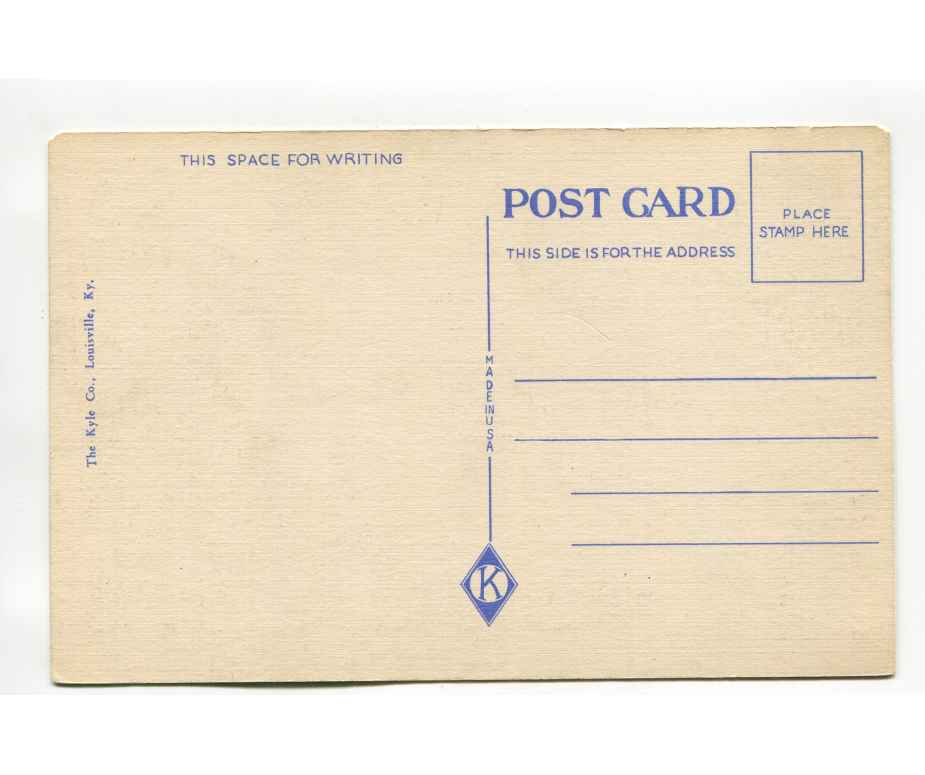 THIS SPACE FOR WRITING
POST CARD
THIS SIDE IS FOR THE ADDRESS
PLACE
STAMP HERE
The Kyle Co., Louisville, Ky.
MADE IN USA
K